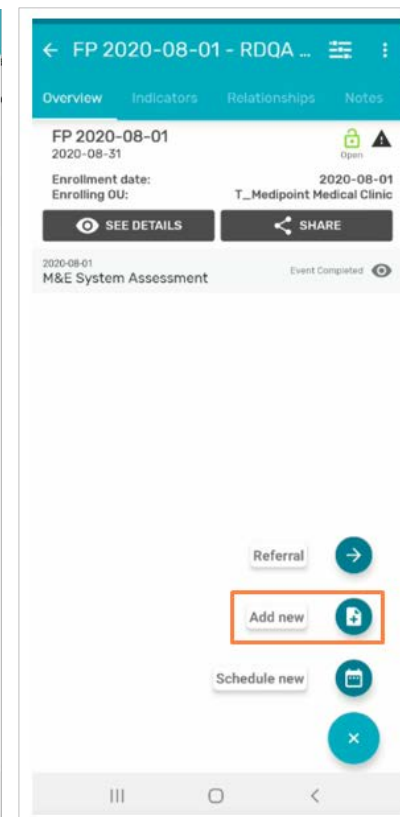 FP 2020-08-01 - RDQA ...
Overview Indicators Relationships Notes
FP 2020-08-01
2020-08-31
Open
Enrollment date: 2020-08-01
Enrolling OU: T_Medipoint Medical Clinic
SEE DETAILS SHARE
2020-08-01
M&E System Assessment Event Completed
Referral
Add new
Schedule new